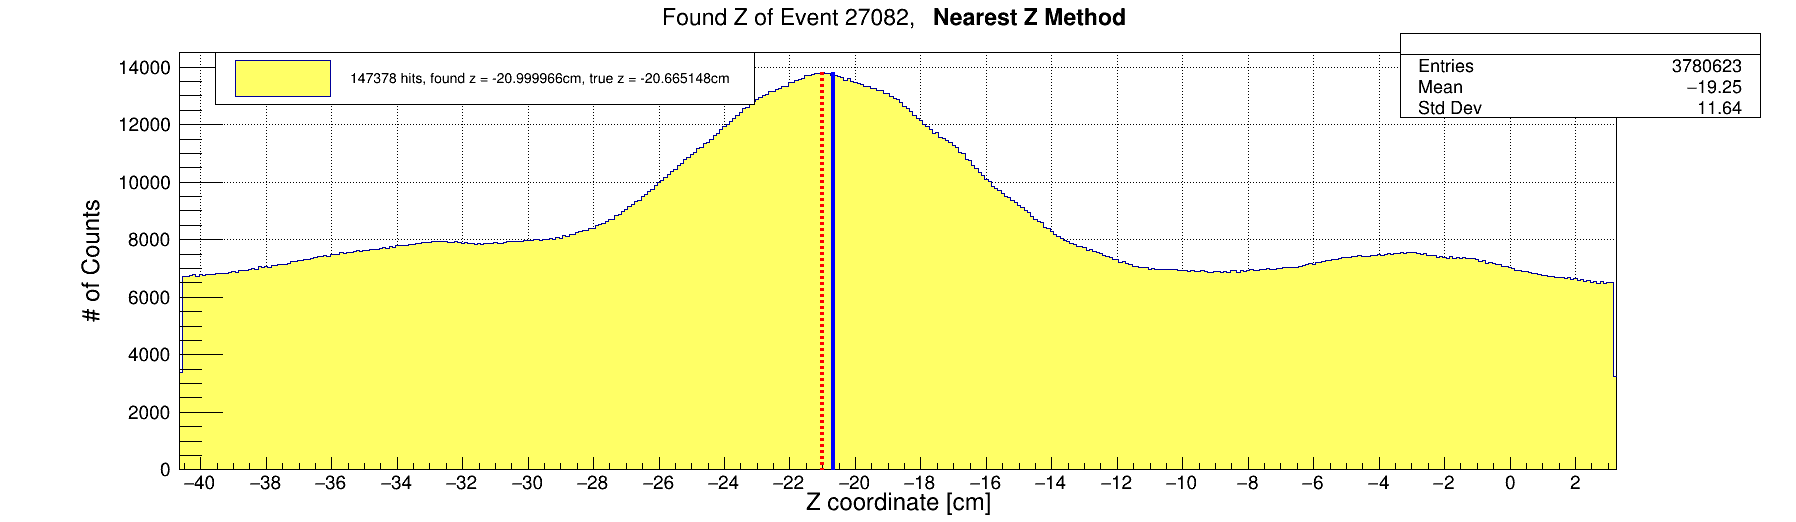 Found Z of Event 27082, Nearest Z Method
147378 hits, found z = -20.999966cm, true z = -20.665148cm
Entries 3780623
Mean −19.25
Std Dev 11.64
# of Counts
14000
12000
10000
8000
6000
4000
2000
0
−40 −38 −36 −34 −32 −30 −28 −26 −24 −22 −20 −18 −16 −14 −12 −10 −8 −6 −4 −2 0 2
Z coordinate [cm]